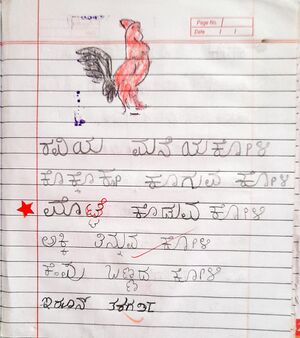 Page No.
Date / /
ಕವಿಯ ಮನೆಯ ಕೋಳಿ
ಕೊಕ್ಕೊಕೋ ಕೂಗುವ ಕೋಳಿ
ಮೊಟ್ಟೆ ಕೊಡುವ ಕೋಳಿ
ಅಕ್ಕಿ ತಿನ್ನುವ ಕೋಳಿ
ಕೆಂಪು ಬಣ್ಣದ ಕೋಳಿ